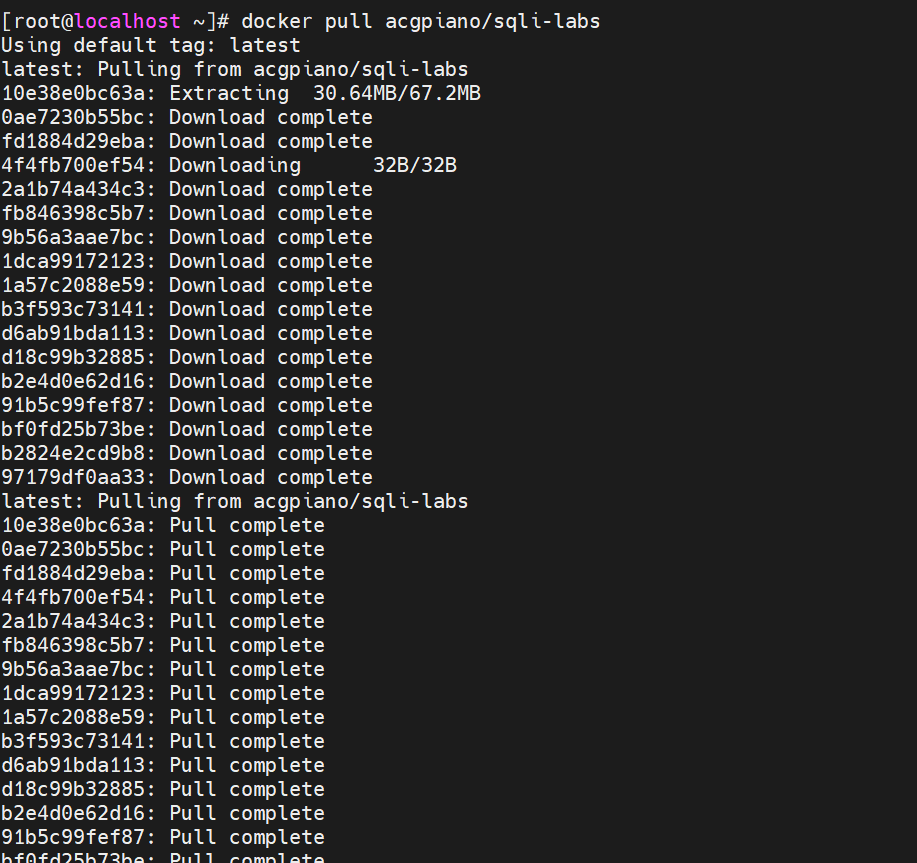 [root@localhost ~]# docker pull acgpiano/sqli-labs
Using default tag: latest
latest: Pulling from acgpiano/sqli-labs
10e38e0bc63a: Extracting  30.64MB/67.2MB
0ae7230b55bc: Download complete
fd1884d29eba: Download complete
4f4fb700ef54: Downloading      32B/32B
2a1b74a434c3: Download complete
fb846398c5b7: Download complete
9b56a3aae7bc: Download complete
1dca99172123: Download complete
1a57c2088e59: Download complete
b3f593c73141: Download complete
d6ab91bda113: Download complete
d18c99b32885: Download complete
b2e4d0e62d16: Download complete
91b5c99fef87: Download complete
bf0fd25b73be: Download complete
b2824e2cd9b8: Download complete
97179df0aa33: Download complete
latest: Pulling from acgpiano/sqli-labs
10e38e0bc63a: Pull complete
0ae7230b55bc: Pull complete
fd1884d29eba: Pull complete
4f4fb700ef54: Pull complete
2a1b74a434c3: Pull complete
fb846398c5b7: Pull complete
9b56a3aae7bc: Pull complete
1dca99172123: Pull complete
1a57c2088e59: Pull complete
b3f593c73141: Pull complete
d6ab91bda113: Pull complete
d18c99b32885: Pull complete
b2e4d0e62d16: Pull complete
91b5c99fef87: Pull complete
bf0fd25b73be: Pull complete